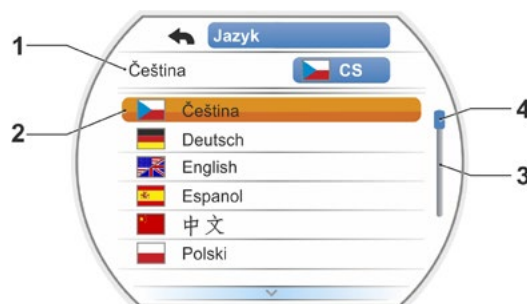 Jazyk
1
Čeština
CS
2
Čeština
4
Deutsch
English
3
Espanol
中文
Polski